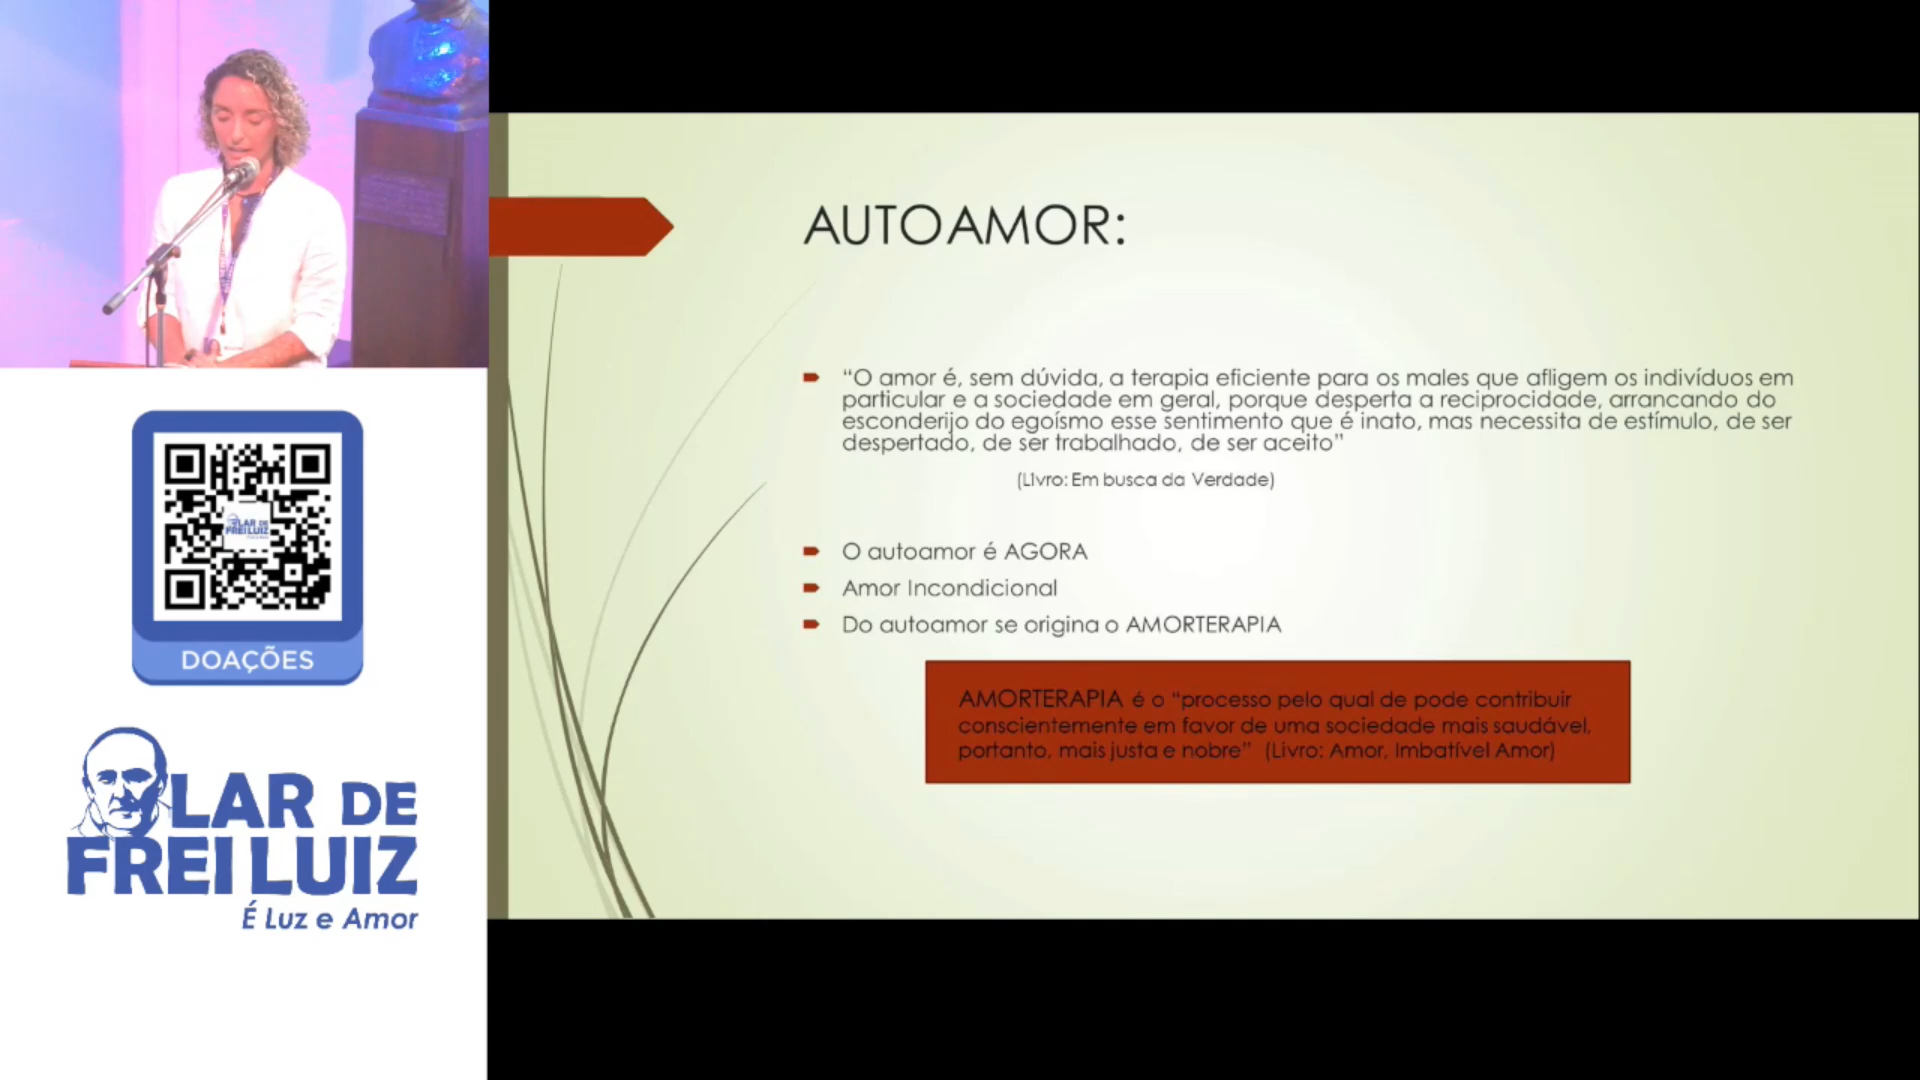 AUTOAMOR:
“O amor é, sem dúvida, a terapia eficiente para os males que afligem os indivíduos em
particular e a sociedade em geral, porque desperta a reciprocidade, arrancando do
esconderijo do egoísmo esse sentimento que é inato, mas necessita de estímulo, de ser
despertado, de ser trabalhado, de ser aceito”
(Livro: Em busca da Verdade)
O autoamor é AGORA
Amor Incondicional
Do autoamor se origina o AMORTERAPIA
AMORTERAPIA é o “processo pelo qual de pode contribuir
conscientemente em favor de uma sociedade mais saudável,
portanto, mais justa e nobre” (Livro: Amor, Imbatível Amor)
LAR DE
FREI LUIZ
DOAÇÕES
LAR DE
FREI LUIZ
É Luz e Amor